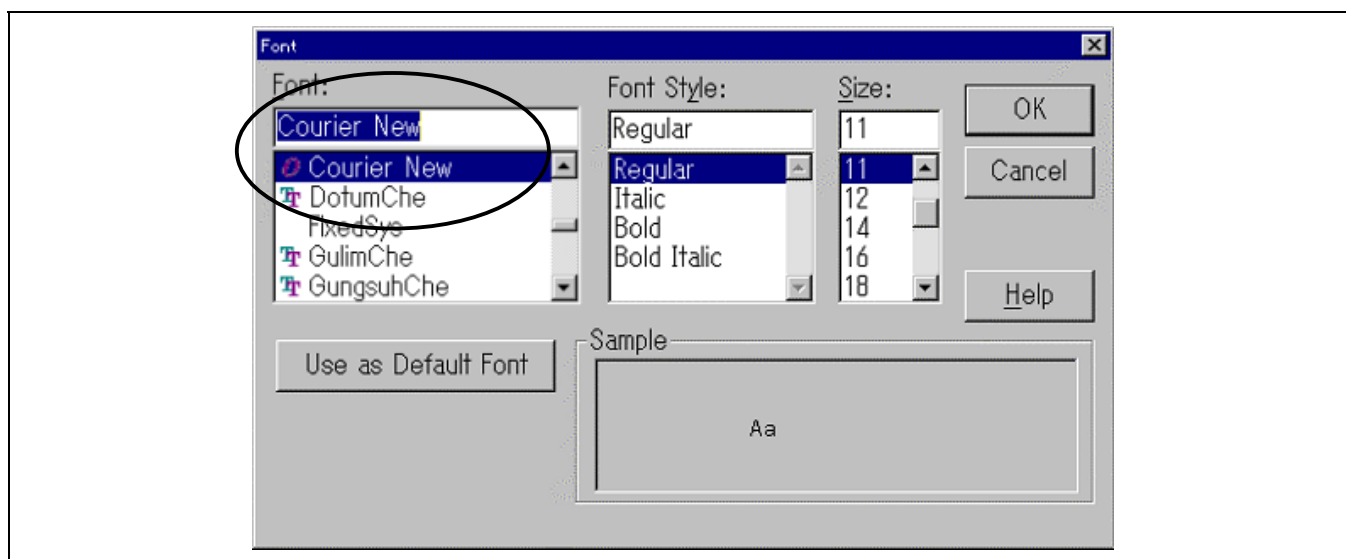 Font
Font:
Courier New
Courier New
DotumChe
FixedSys
GulimChe
GungsuhChe
Font Style:
Regular
Regular
Italic
Bold
Bold Italic
Size:
11
11
12
14
16
18
OK
Cancel
Help
Use as Default Font
Sample
Aa